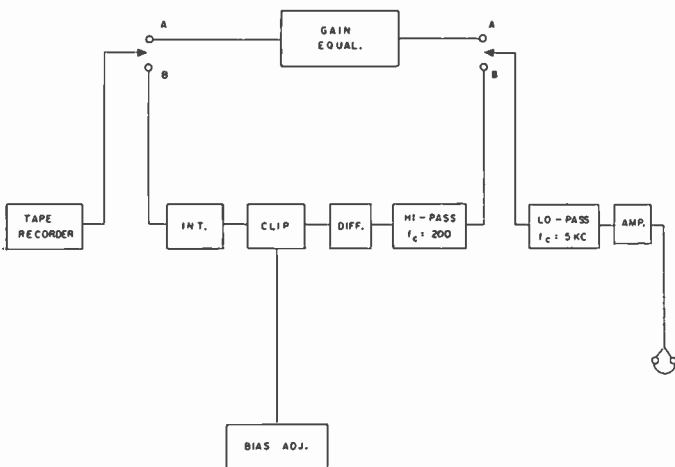 A
GAIN
EQUAL.
A
B
B
TAPE
RECORDER
INT.
CLIP
DIFF.
HI-PASS
fc: 200
LO-PASS
fc: 5KC
AMP.
BIAS ADJ.